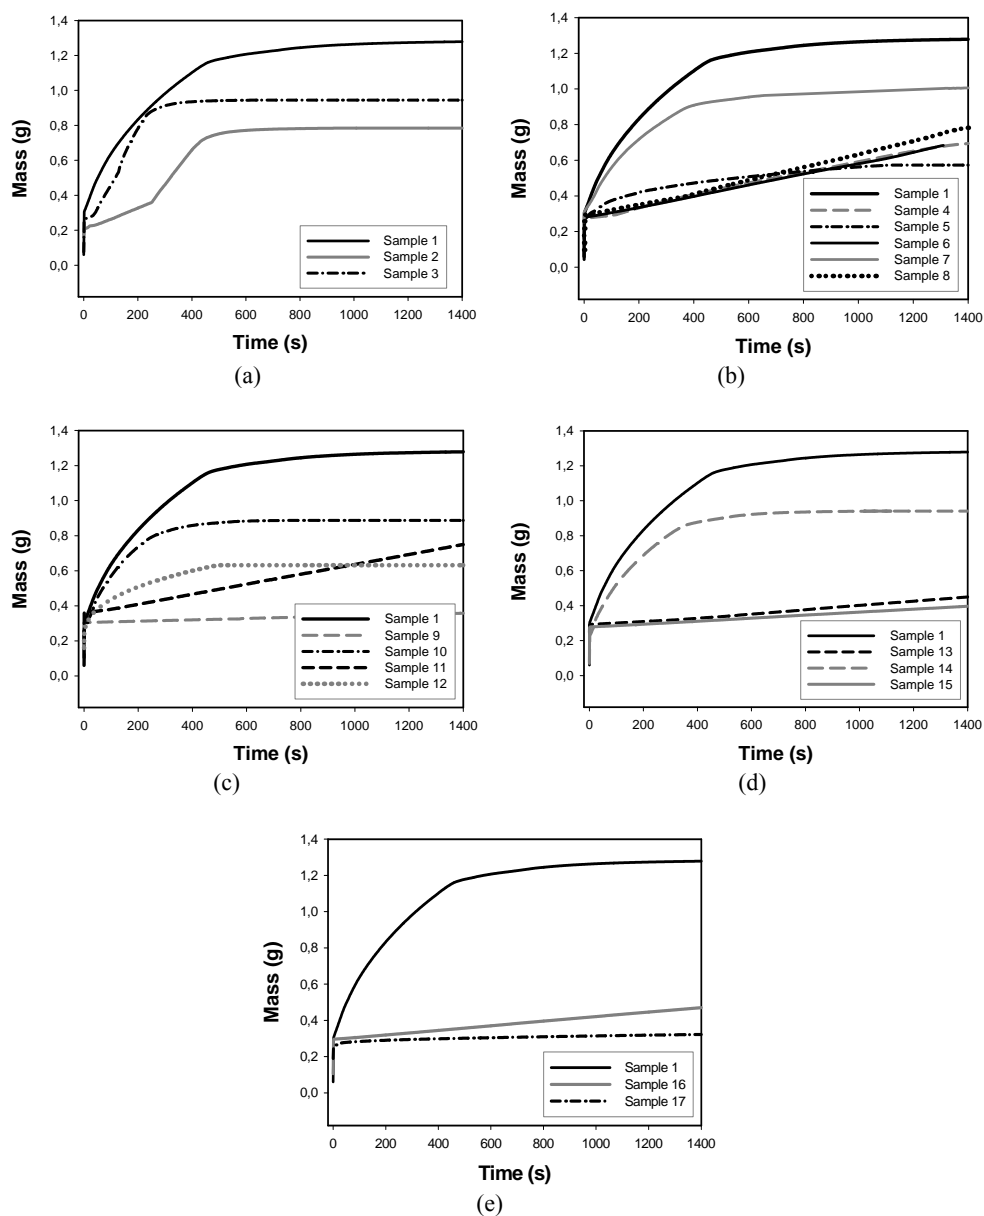 1,4
1,2
1,0
0,8
0,6
0,4
0,2
0,0
Mass (g)
0 200 400 600 800 1000 1200 1400
Time (s)
Sample 1
Sample 2
Sample 3
(a)
1,4
1,2
1,0
0,8
0,6
0,4
0,2
0,0
Mass (g)
0 200 400 600 800 1000 1200 1400
Time (s)
Sample 1
Sample 4
Sample 5
Sample 6
Sample 7
Sample 8
(b)
1,4
1,2
1,0
0,8
0,6
0,4
0,2
0,0
Mass (g)
0 200 400 600 800 1000 1200 1400
Time (s)
Sample 1
Sample 9
Sample 10
Sample 11
Sample 12
(c)
1,4
1,2
1,0
0,8
0,6
0,4
0,2
0,0
Mass (g)
0 200 400 600 800 1000 1200 1400
Time (s)
Sample 1
Sample 13
Sample 14
Sample 15
(d)
1,4
1,2
1,0
0,8
0,6
0,4
0,2
0,0
Mass (g)
0 200 400 600 800 1000 1200 1400
Time (s)
Sample 1
Sample 16
Sample 17
(e)